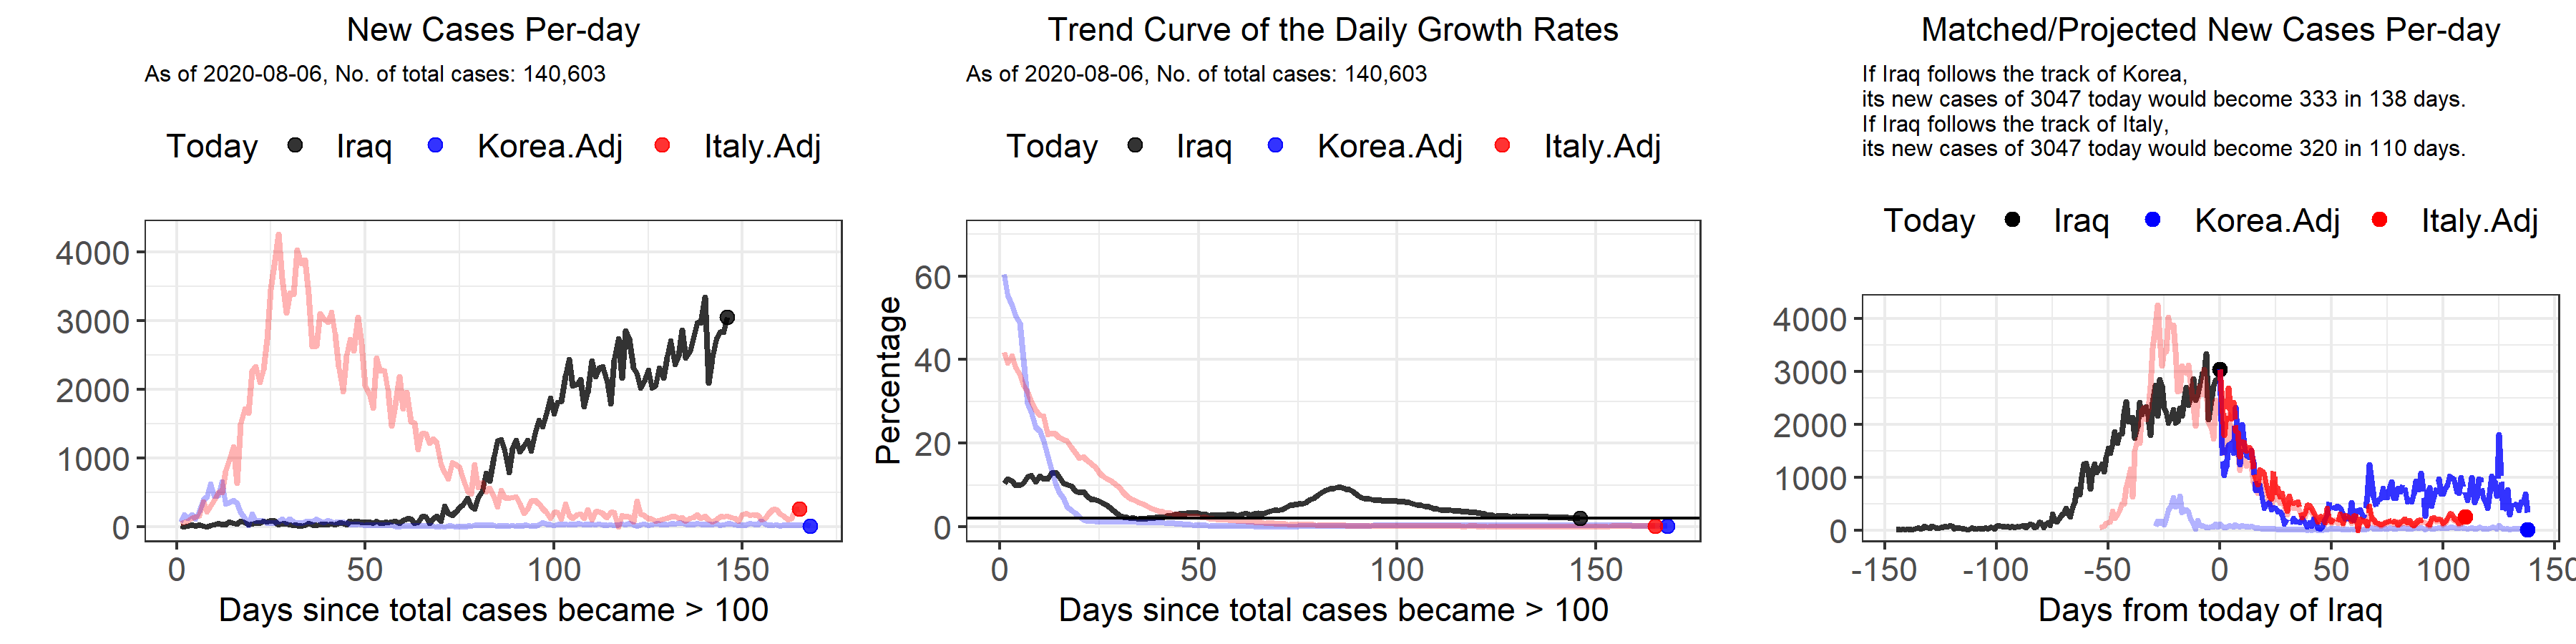 New Cases Per-day
As of 2020-08-06, No. of total cases: 140,603
Today Iraq Korea.Adj Italy.Adj
4000
3000
2000
1000
0
0 50 100 150
Days since total cases became > 100
Trend Curve of the Daily Growth Rates
As of 2020-08-06, No. of total cases: 140,603
Today Iraq Korea.Adj Italy.Adj
Percentage
60
40
20
0
0 50 100 150
Days since total cases became > 100
Matched/Projected New Cases Per-day
If Iraq follows the track of Korea,
its new cases of 3047 today would become 333 in 138 days.
If Iraq follows the track of Italy,
its new cases of 3047 today would become 320 in 110 days.
Today Iraq Korea.Adj Italy.Adj
4000
3000
2000
1000
0
-150 -100 -50 0 50 100 150
Days from today of Iraq